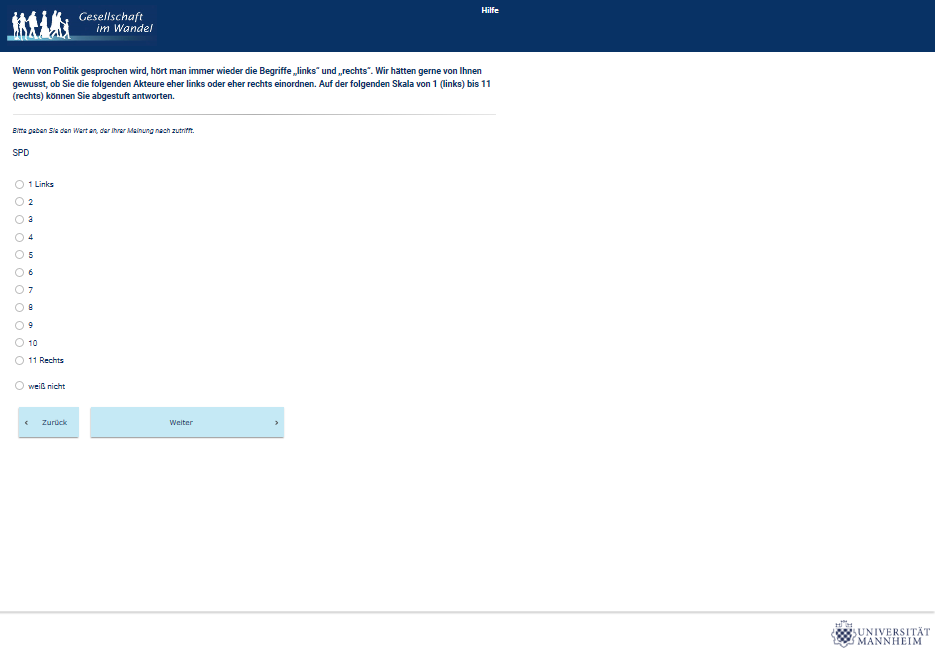 Gesellschaft
im Wandel
Hilfe
Wenn von Politik gesprochen wird, hört man immer wieder die Begriffe „links“ und „rechts“. Wir hätten gerne von Ihnen
gewusst, ob Sie die folgenden Akteure eher links oder eher rechts einordnen. Auf der folgenden Skala von 1 (links) bis 11
(rechts) können Sie abgestuft antworten.
Bitte geben Sie den Wert an, der Ihrer Meinung nach zutrifft.
SPD
1 Links
2
3
4
5
6
7
8
9
10
11 Rechts
weiß nicht
‹ Zurück
Weiter ›
UNIVERSITÄT
MANNHEIM